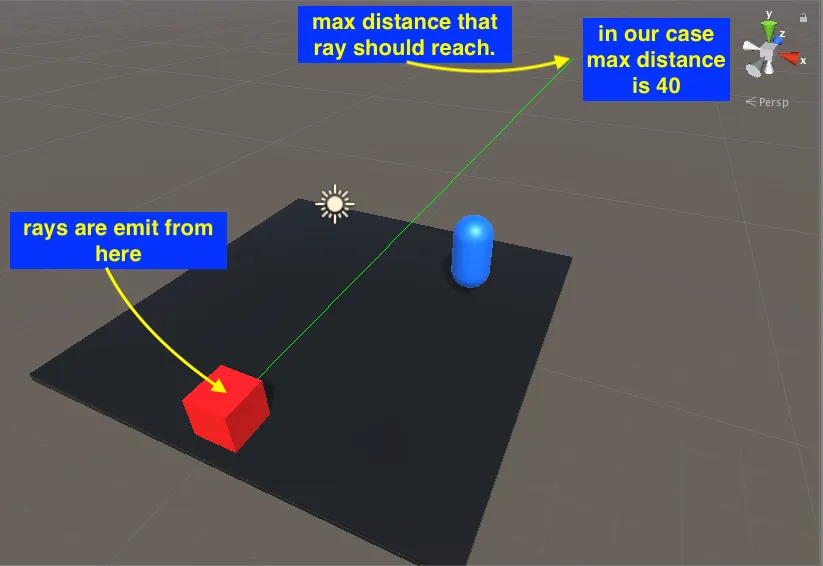 max distance that
ray should reach.
in our case
max distance
is 40
y
z
x
Persp
rays are emit from
here